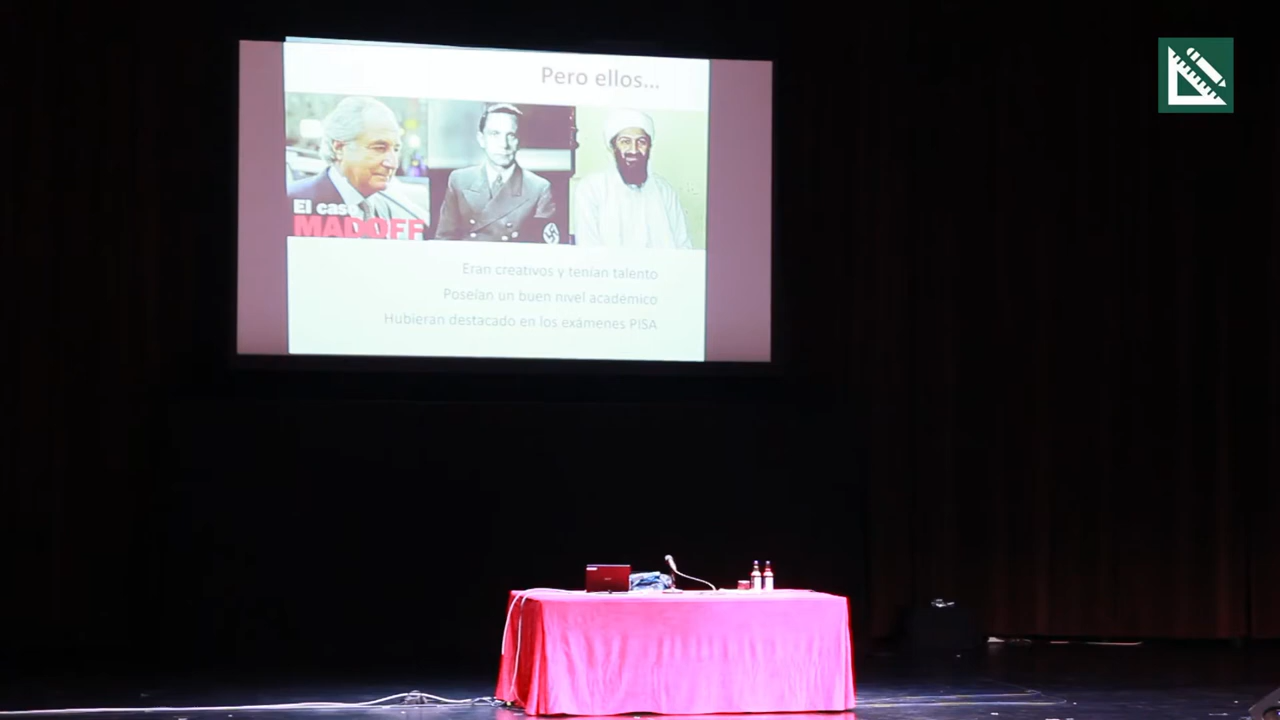 Pero ellos...
El caso
MADOFF
Eran creativos y tenían talento
Poseían un buen nivel académico
Hubieran destacado en los exámenes PISA